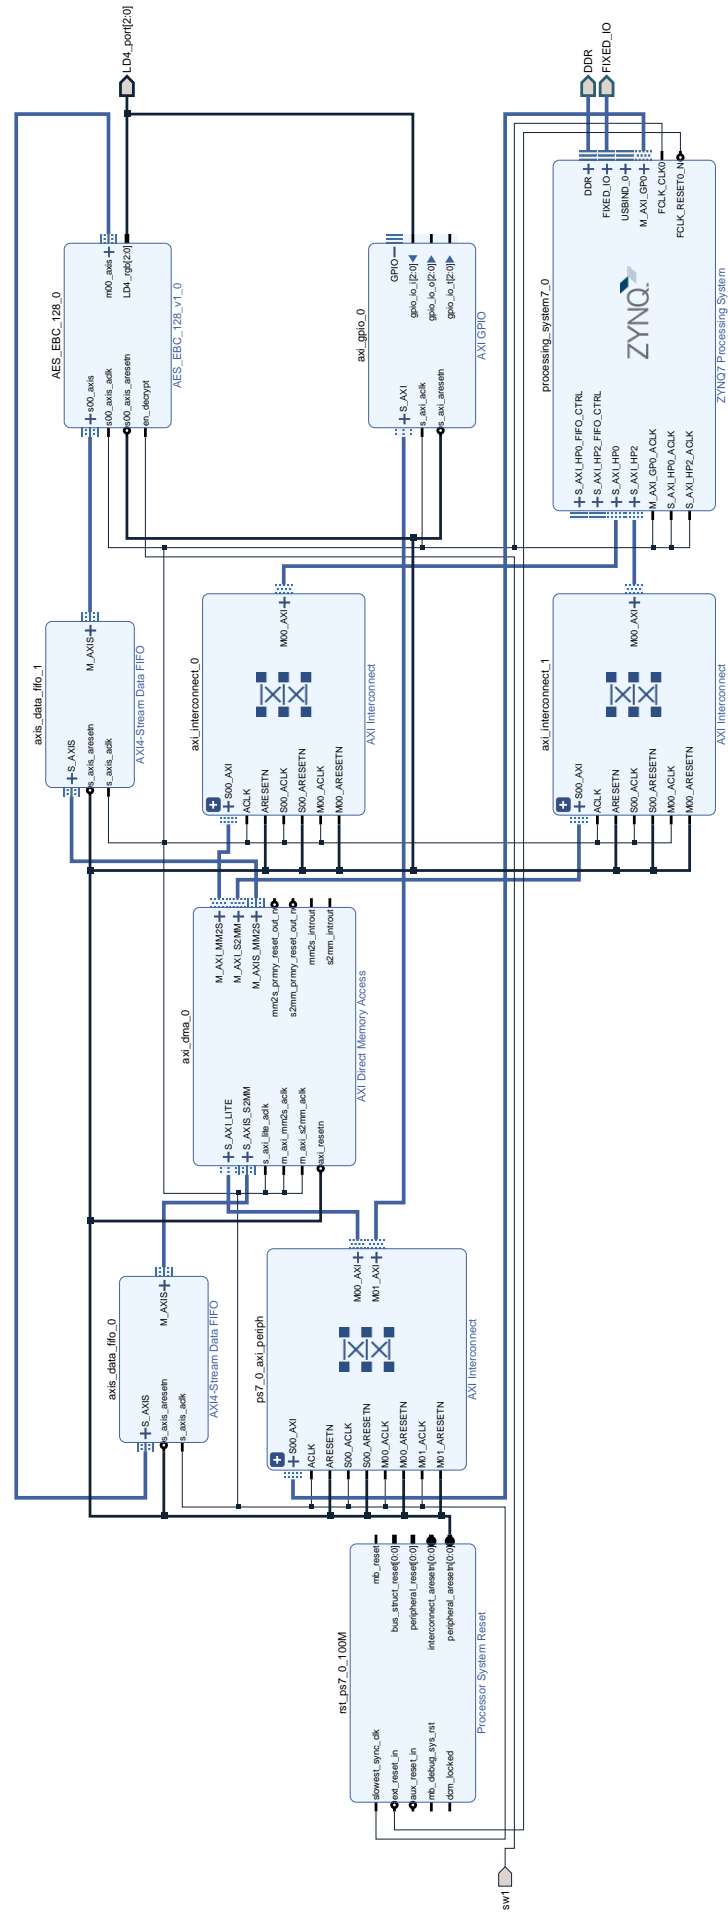 LD4_port[2:0]
DDR
FIXED_IO
AES_EBC_128_0
s00_axis
s00_axis_aclk
s00_axis_aresetn
en_decrypt
m00_axis
LD4_rgb[2:0]
AES_EBC_128_v1_0
axi_gpio_0
S_AXI
s_axi_aclk
s_axi_aresetn
GPIO
gpio_io_i[2:0]
gpio_io_o[2:0]
gpio_io_t[2:0]
AXI GPIO
processing_system7_0
S_AXI_HP0_FIFO_CTRL
S_AXI_HP2_FIFO_CTRL
S_AXI_HP0
S_AXI_HP2
M_AXI_GP0_ACLK
S_AXI_HP0_ACLK
S_AXI_HP2_ACLK
ZYNQ
DDR
FIXED_IO
USBIND_0
M_AXI_GP0
FCLK_CLK0
FCLK_RESET0_N
ZYNQ7 Processing System
axis_data_fifo_1
S_AXIS
s_axis_aresetn
s_axis_aclk
M_AXIS
AXI4-Stream Data FIFO
axi_interconnect_0
S00_AXI
ACLK
ARESETN
S00_ACLK
S00_ARESETN
M00_ACLK
M00_ARESETN
M00_AXI
AXI Interconnect
axi_interconnect_1
S00_AXI
ACLK
ARESETN
S00_ACLK
S00_ARESETN
M00_ACLK
M00_ARESETN
M00_AXI
AXI Interconnect
axi_dma_0
S_AXI_LITE
S_AXIS_S2MM
s_axi_lite_aclk
m_axi_mm2s_aclk
m_axi_s2mm_aclk
axi_resetn
M_AXI_MM2S
M_AXI_S2MM
M_AXIS_MM2S
mm2s_prmry_reset_out_n
s2mm_prmry_reset_out_n
mm2s_introut
s2mm_introut
AXI Direct Memory Access
axis_data_fifo_0
S_AXIS
s_axis_aresetn
s_axis_aclk
M_AXIS
AXI4-Stream Data FIFO
ps7_0_axi_periph
S00_AXI
ACLK
ARESETN
S00_ACLK
S00_ARESETN
M00_ACLK
M00_ARESETN
M01_ACLK
M01_ARESETN
M00_AXI
M01_AXI
AXI Interconnect
rst_ps7_0_100M
slowest_sync_clk
ext_reset_in
aux_reset_in
mb_debug_sys_rst
dcm_locked
mb_reset
bus_struct_reset[0:0]
peripheral_reset[0:0]
interconnect_aresetn[0:0]
peripheral_aresetn[0:0]
Processor System Reset
sw1